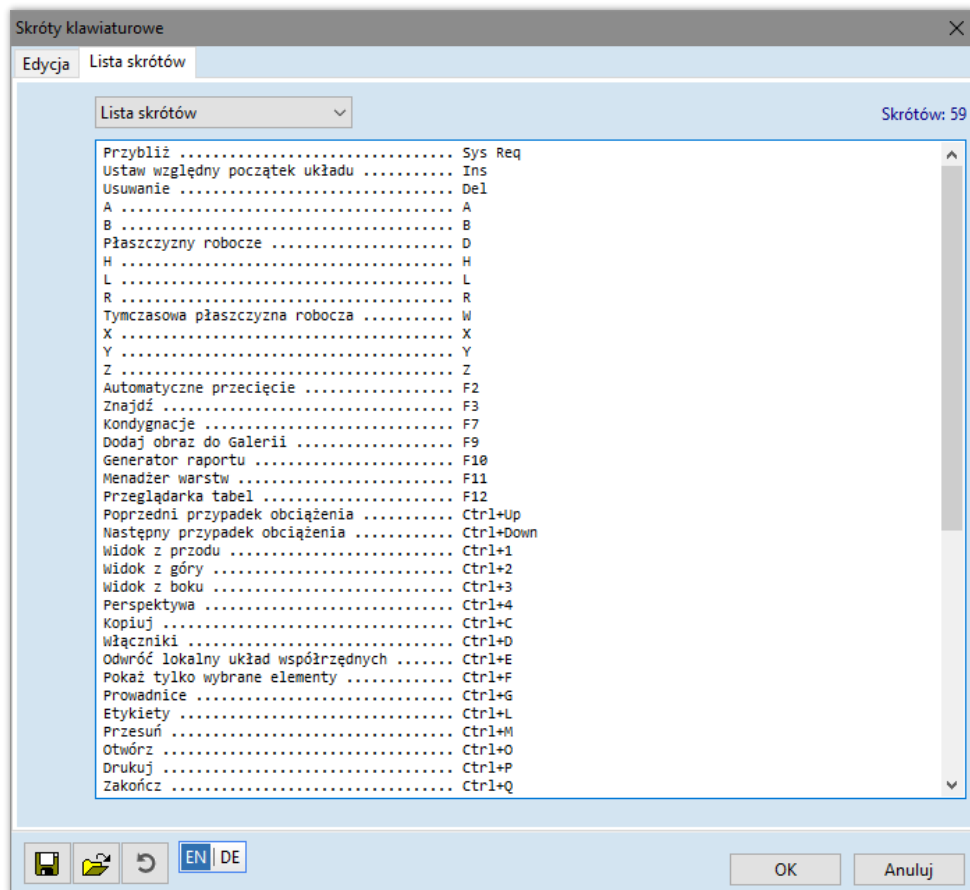 Skróty klawiaturowe
Edycja Lista skrótów
Lista skrótów Skrótów: 59
Przybliż ................................. Sys Req
Ustaw względny początek układu ........... Ins
Usuwanie ................................. Del
A ........................................ A
B ........................................ B
Płaszczyzny robocze ...................... D
H ........................................ H
L ........................................ L
R ........................................ R
Tymczasowa płaszczyzna robocza ........... W
X ........................................ X
Y ........................................ Y
Z ........................................ Z
Automatyczne przecięcie .................. F2
Znajdź ................................... F3
Kondygnacje .............................. F7
Dodaj obraz do Galerii ................... F9
Generator raportu ........................ F10
Menadżer warstw .......................... F11
Przeglądarka tabel ....................... F12
Poprzedni przypadek obciążenia ........... Ctrl+Up
Następny przypadek obciążenia ............ Ctrl+Down
Widok z przodu ........................... Ctrl+1
Widok z góry ............................. Ctrl+2
Widok z boku ............................. Ctrl+3
Perspektywa .............................. Ctrl+4
Kopiuj ................................... Ctrl+C
Włączniki ................................ Ctrl+D
Odwróć lokalny układ współrzędnych ....... Ctrl+E
Pokaż tylko wybrane elementy ............. Ctrl+F
Prowadnice ............................... Ctrl+G
Etykiety ................................. Ctrl+L
Przesuń .................................. Ctrl+M
Otwórz ................................... Ctrl+O
Drukuj ................................... Ctrl+P
Zakończ .................................. Ctrl+Q
EN DE
OK Anuluj